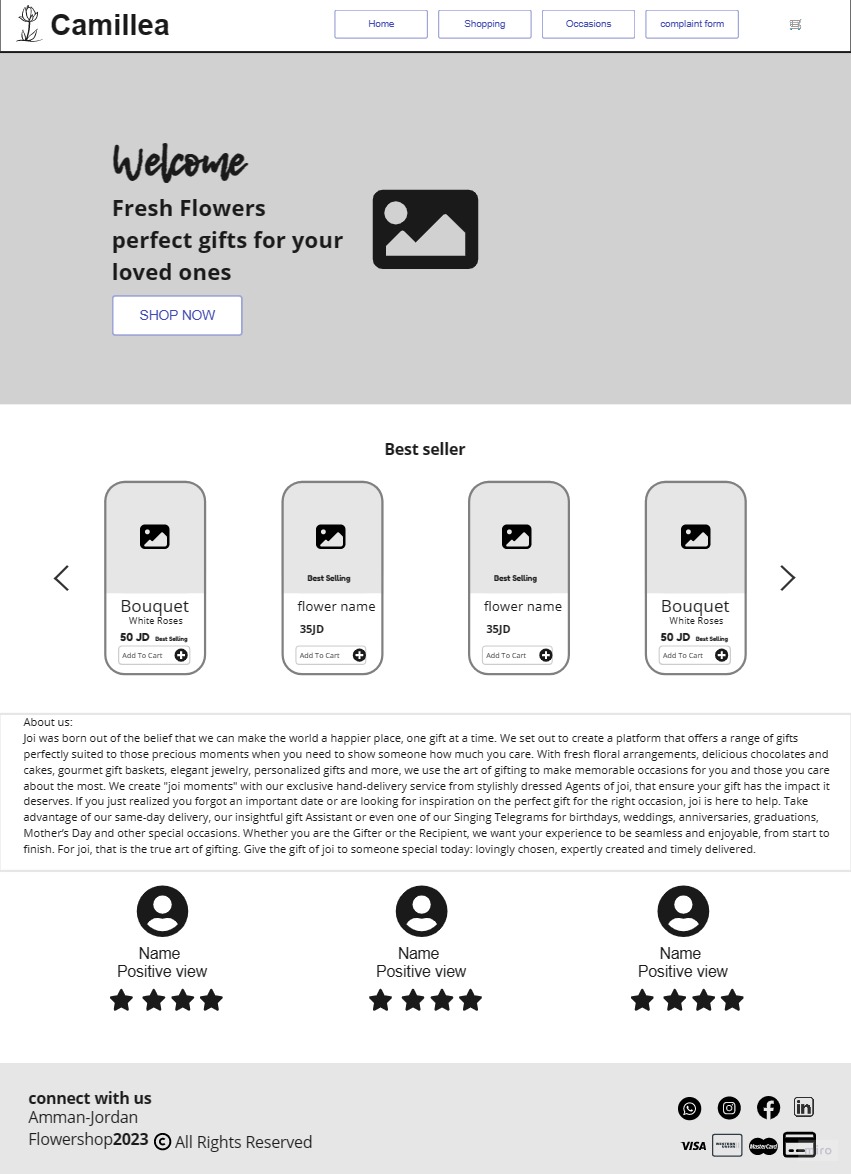 Camillea
Home
Shopping
Occasions
complaint form
Welcome
Fresh Flowers
perfect gifts for your
loved ones
SHOP NOW
Best seller
Bouquet
White Roses
50 JD Best Selling
Add To Cart
Best Selling
flower name
35JD
Add To Cart
Best Selling
flower name
35JD
Add To Cart
Bouquet
White Roses
50 JD Best Selling
Add To Cart
About us:
Joi was born out of the belief that we can make the world a happier place, one gift at a time. We set out to create a platform that offers a range of gifts
perfectly suited to those precious moments when you need to show someone how much you care. With fresh floral arrangements, delicious chocolates and
cakes, gourmet gift baskets, elegant jewelry, personalized gifts and more, we use the art of gifting to make memorable occasions for you and those you care
about the most. We create "joi moments" with our exclusive hand-delivery service from stylishly dressed Agents of joi, that ensure your gift has the impact it
deserves. If you just realized you forgot an important date or are looking for inspiration on the perfect gift for the right occasion, joi is here to help. Take
advantage of our same-day delivery, our insightful gift Assistant or even one of our Singing Telegrams for birthdays, weddings, anniversaries, graduations,
Mother's Day and other special occasions. Whether you are the Gifter or the Recipient, we want your experience to be seamless and enjoyable, from start to
finish. For joi, that is the true art of gifting. Give the gift of joi to someone special today: lovingly chosen, expertly created and timely delivered.
Name
Positive view
Name
Positive view
Name
Positive view
connect with us
Amman-Jordan
Flowershop2023 © All Rights Reserved
in
VISA
WESTERN UNION
MasterCard
miro